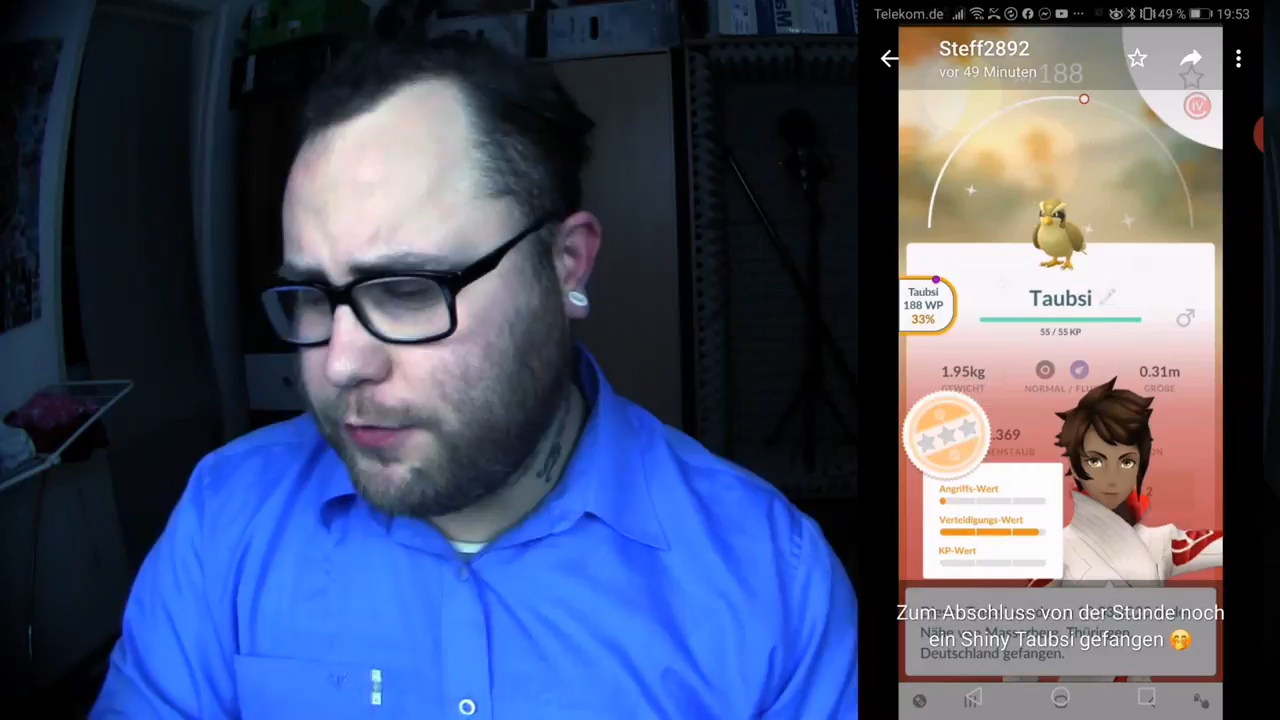 Telekom.de 49 % 19:53
Steff2892
vor 49 Minuten 188
IV
Taubsi
188 WP
33%
Taubsi
55 / 55 KP
1.95kg
GEWICHT
NORMAL /
0.31m
GRÖßE
.369
Angriffs-Wert
Verteidigungs-Wert
KP-Wert
Zum Abschluss von der Stunde noch
ein Shiny Taubsi gefangen
Deutschland gefangen.